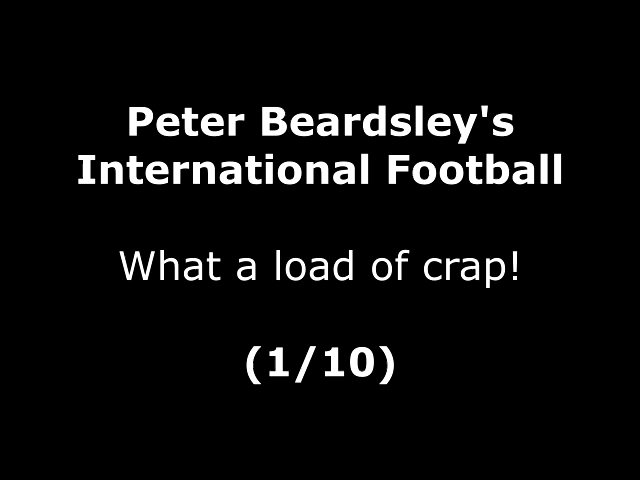 Peter Beardsley's
International Football
What a load of crap!
(1/10)